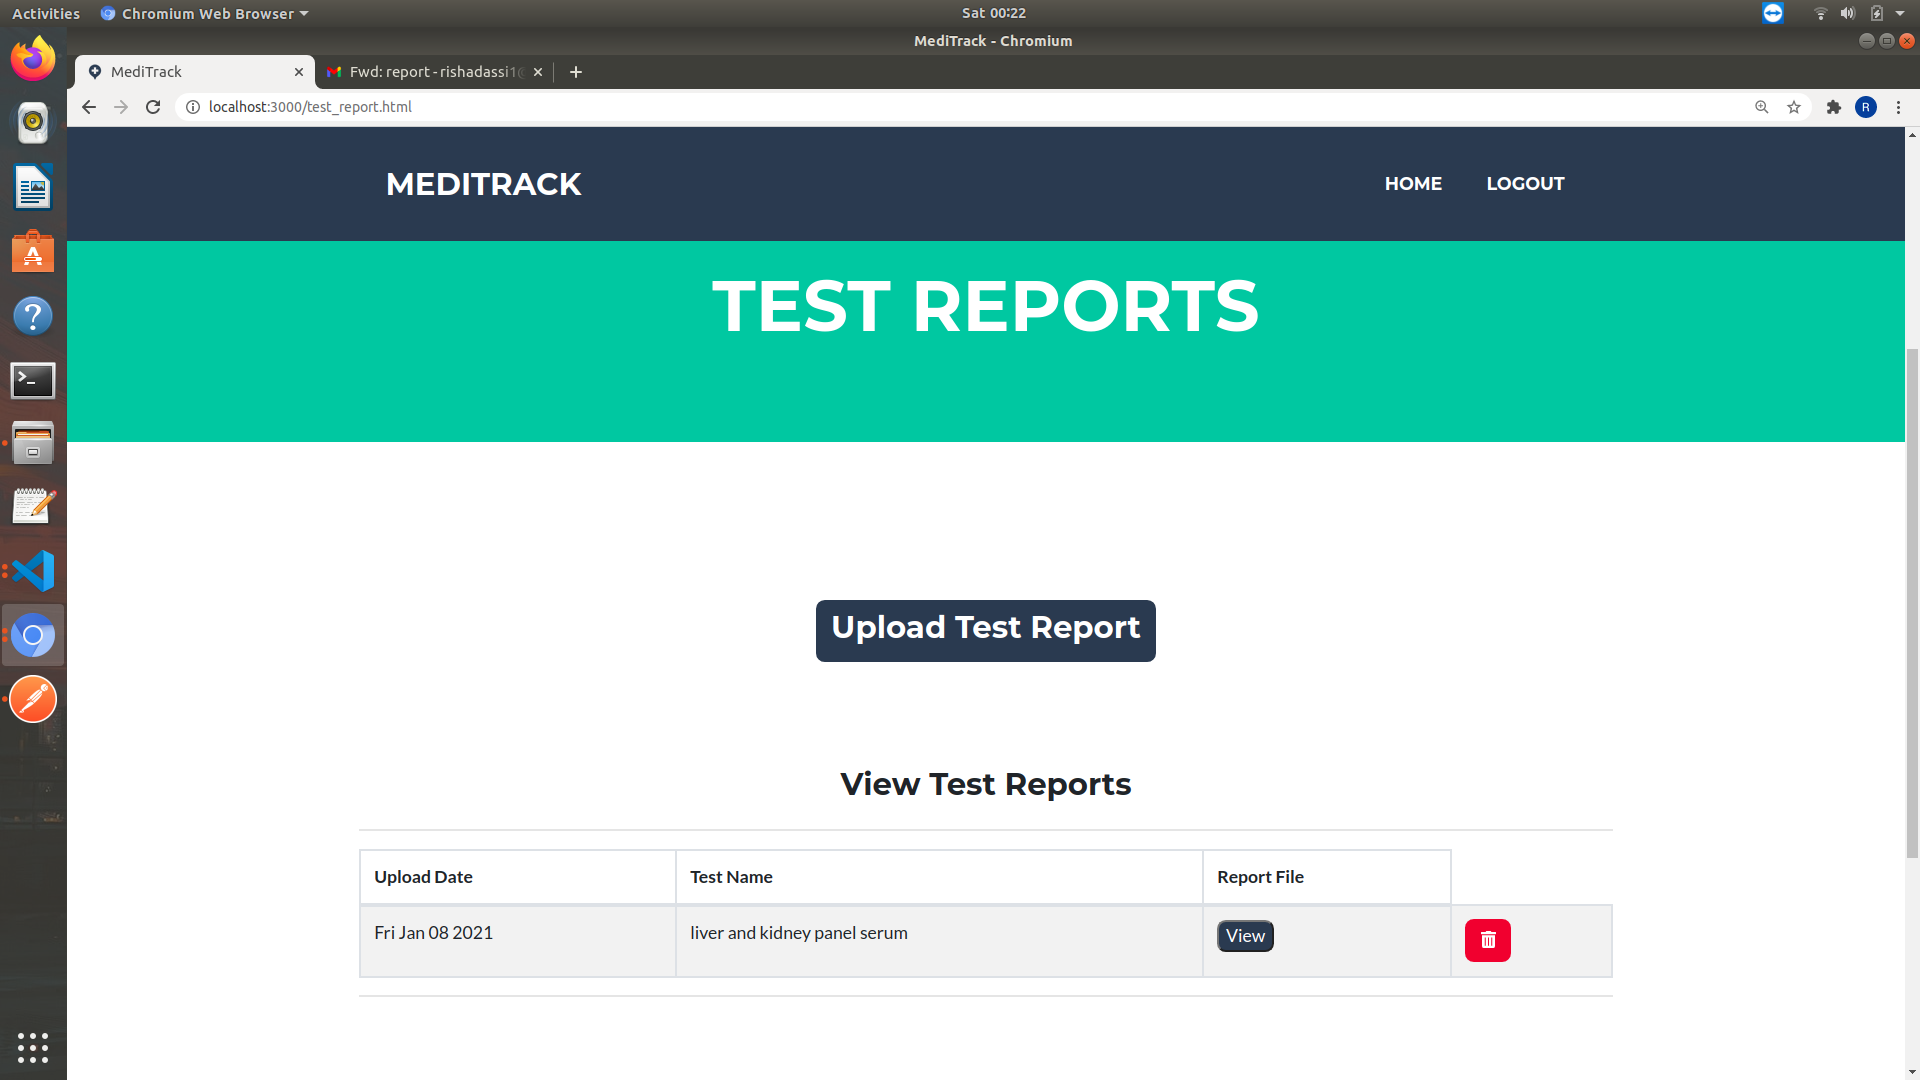 Activities Chromium Web Browser Sat 00:22
MediTrack - Chromium
MediTrack Fwd: report - rishadassi1
localhost:3000/test_report.html R
MEDITRACK HOME LOGOUT
TEST REPORTS
Upload Test Report
View Test Reports
Upload Date Test Name Report File
Fri Jan 08 2021 liver and kidney panel serum View